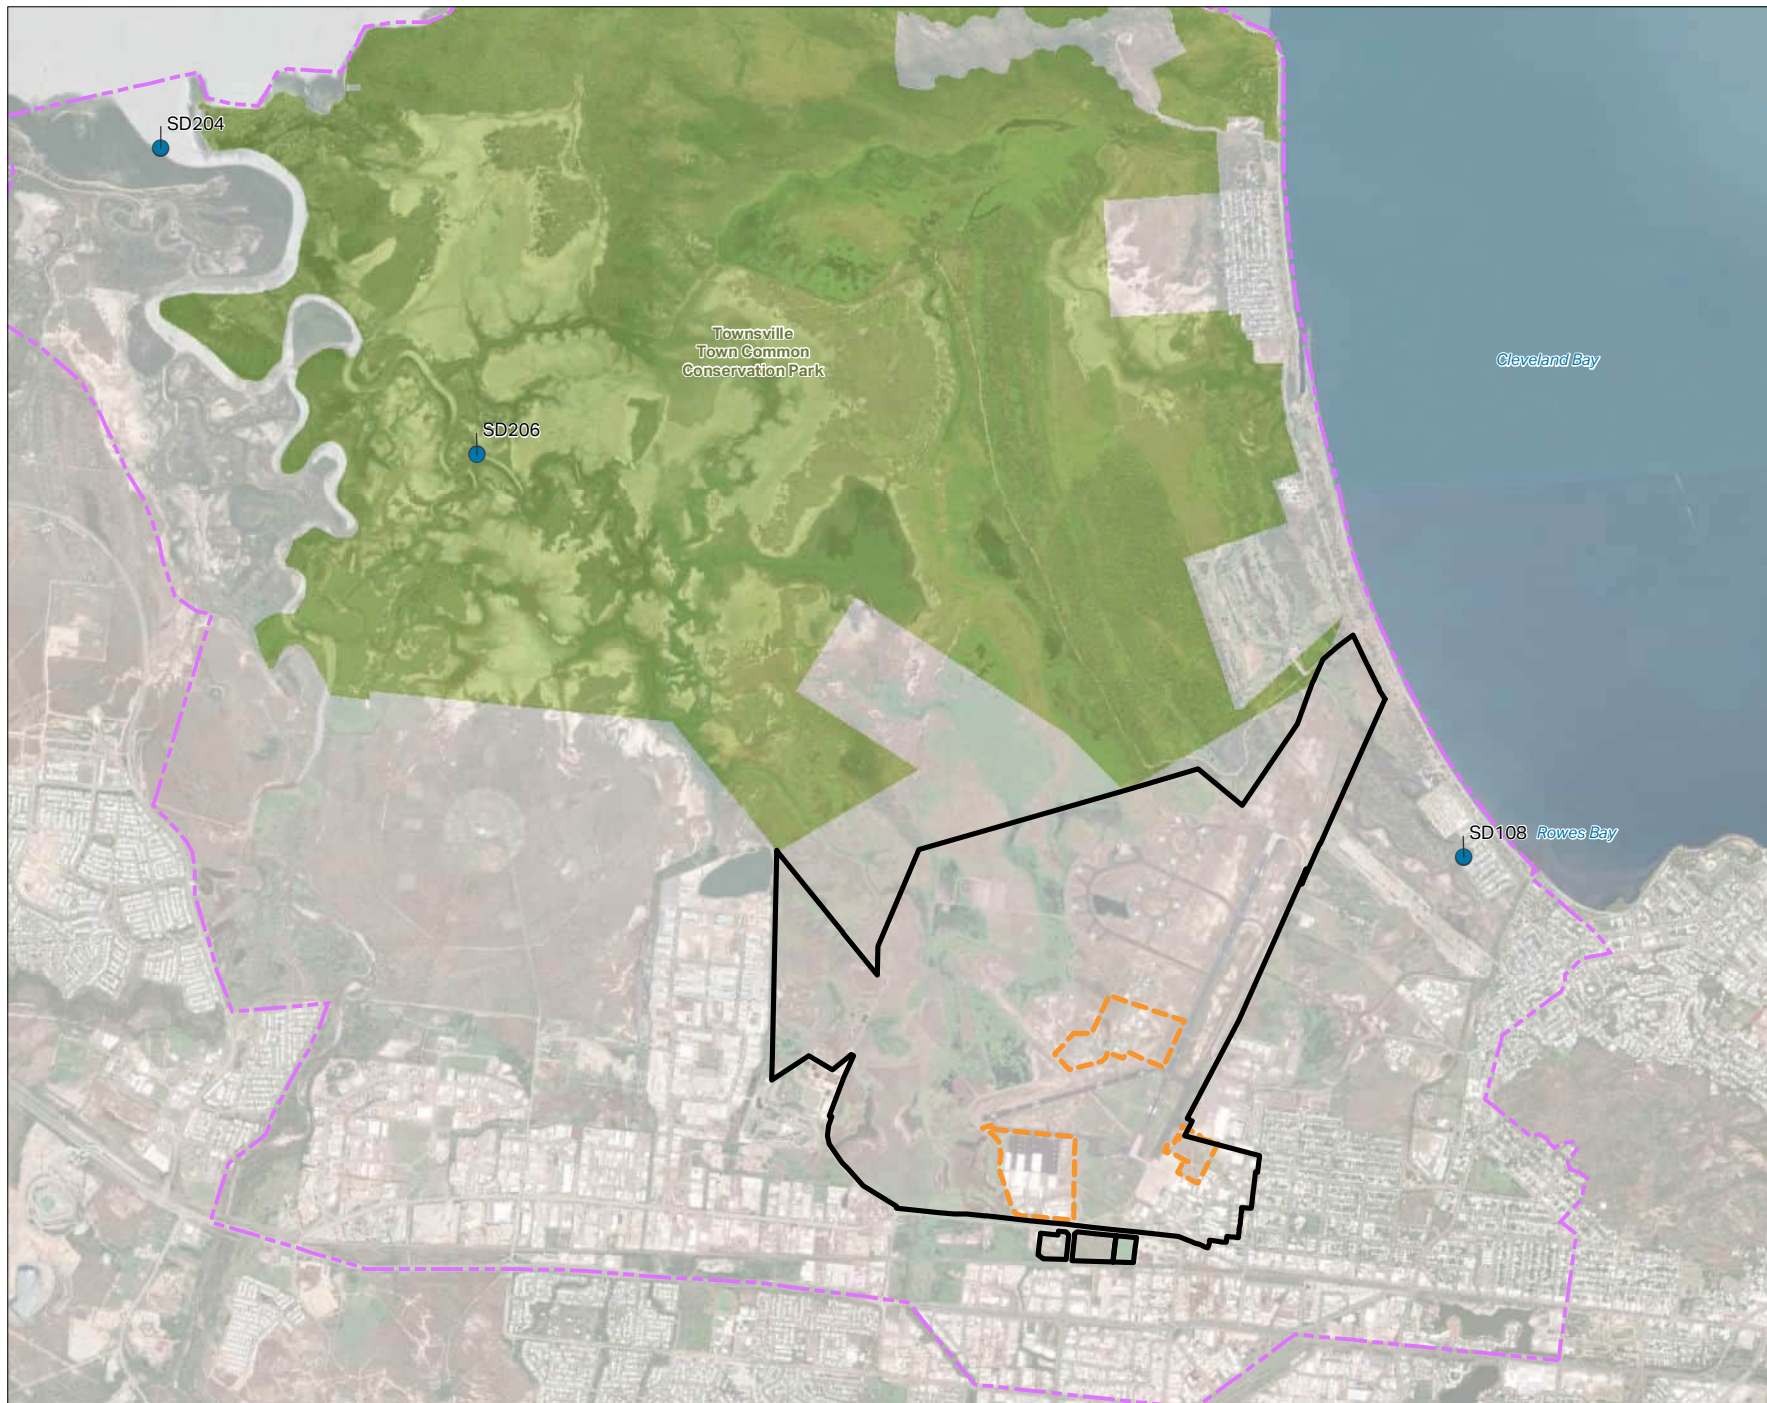 SD204
Townsville
Town Common
Conservation Park
Cleveland Bay
SD206
SD108
Rowes Bay